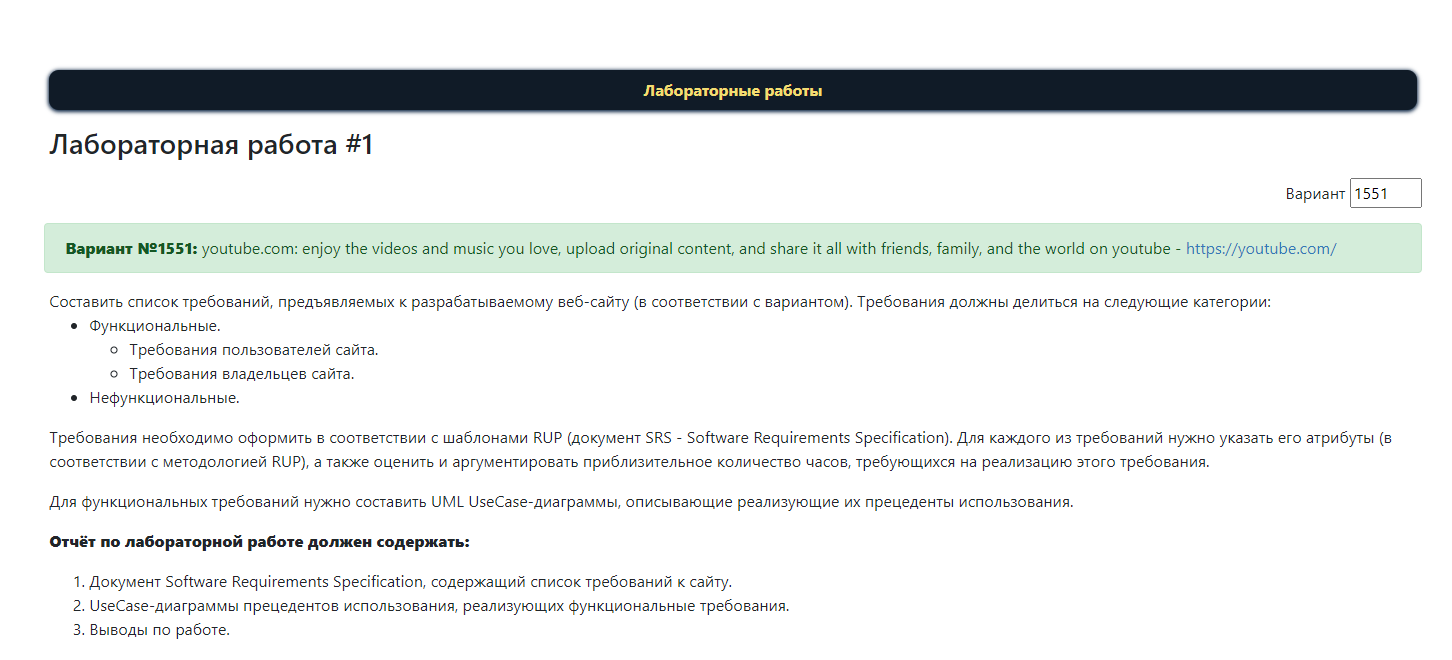 Лабораторные работы
Лабораторная работа #1
Вариант 1551
Вариант №1551: youtube.com: enjoy the videos and music you love, upload original content, and share it all with friends, family, and the world on youtube - https://youtube.com/
Составить список требований, предъявляемых к разрабатываемому веб-сайту (в соответствии с вариантом). Требования должны делиться на следующие категории:
• Функциональные.
◦ Требования пользователей сайта.
◦ Требования владельцев сайта.
• Нефункциональные.
Требования необходимо оформить в соответствии с шаблонами RUP (документ SRS - Software Requirements Specification). Для каждого из требований нужно указать его атрибуты (в
соответствии с методологией RUP), а также оценить и аргументировать приблизительное количество часов, требующихся на реализацию этого требования.
Для функциональных требований нужно составить UML UseCase-диаграммы, описывающие реализующие их прецеденты использования.
Отчёт по лабораторной работе должен содержать:
1. Документ Software Requirements Specification, содержащий список требований к сайту.
2. UseCase-диаграммы прецедентов использования, реализующих функциональные требования.
3. Выводы по работе.